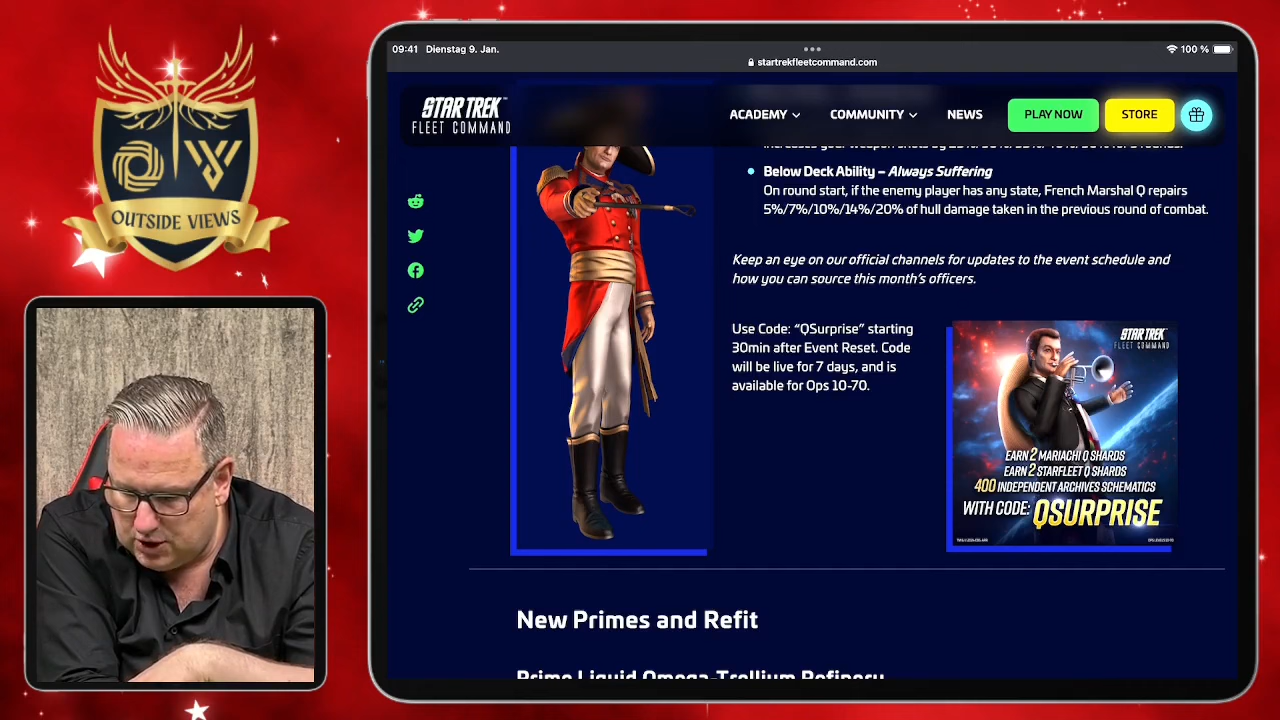 09:41 Dienstag 9. Jan.
100 %
startrekfleetcommand.com
STAR TREK
FLEET COMMAND
ACADEMY
COMMUNITY
NEWS
PLAY NOW
STORE
Below Deck Ability – Always Suffering
On round start, if the enemy player has any state, French Marshal Q repairs
5%/7%/10%/14%/20% of hull damage taken in the previous round of combat.
Keep an eye on our official channels for updates to the event schedule and
how you can source this month's officers.
Use Code: “QSurprise” starting
30min after Event Reset. Code
will be live for 7 days, and is
available for Ops 10-70.
STAR TREK
FLEET COMMAND
EARN 2 MARIACHI Q SHARDS
EARN 2 STARFLEET Q SHARDS
400 INDEPENDENT ARCHIVES SCHEMATICS
WITH CODE: QSURPRISE
New Primes and Refit
Prime Liquid Omega-Trollium Refinery
OUTSIDE VIEWS